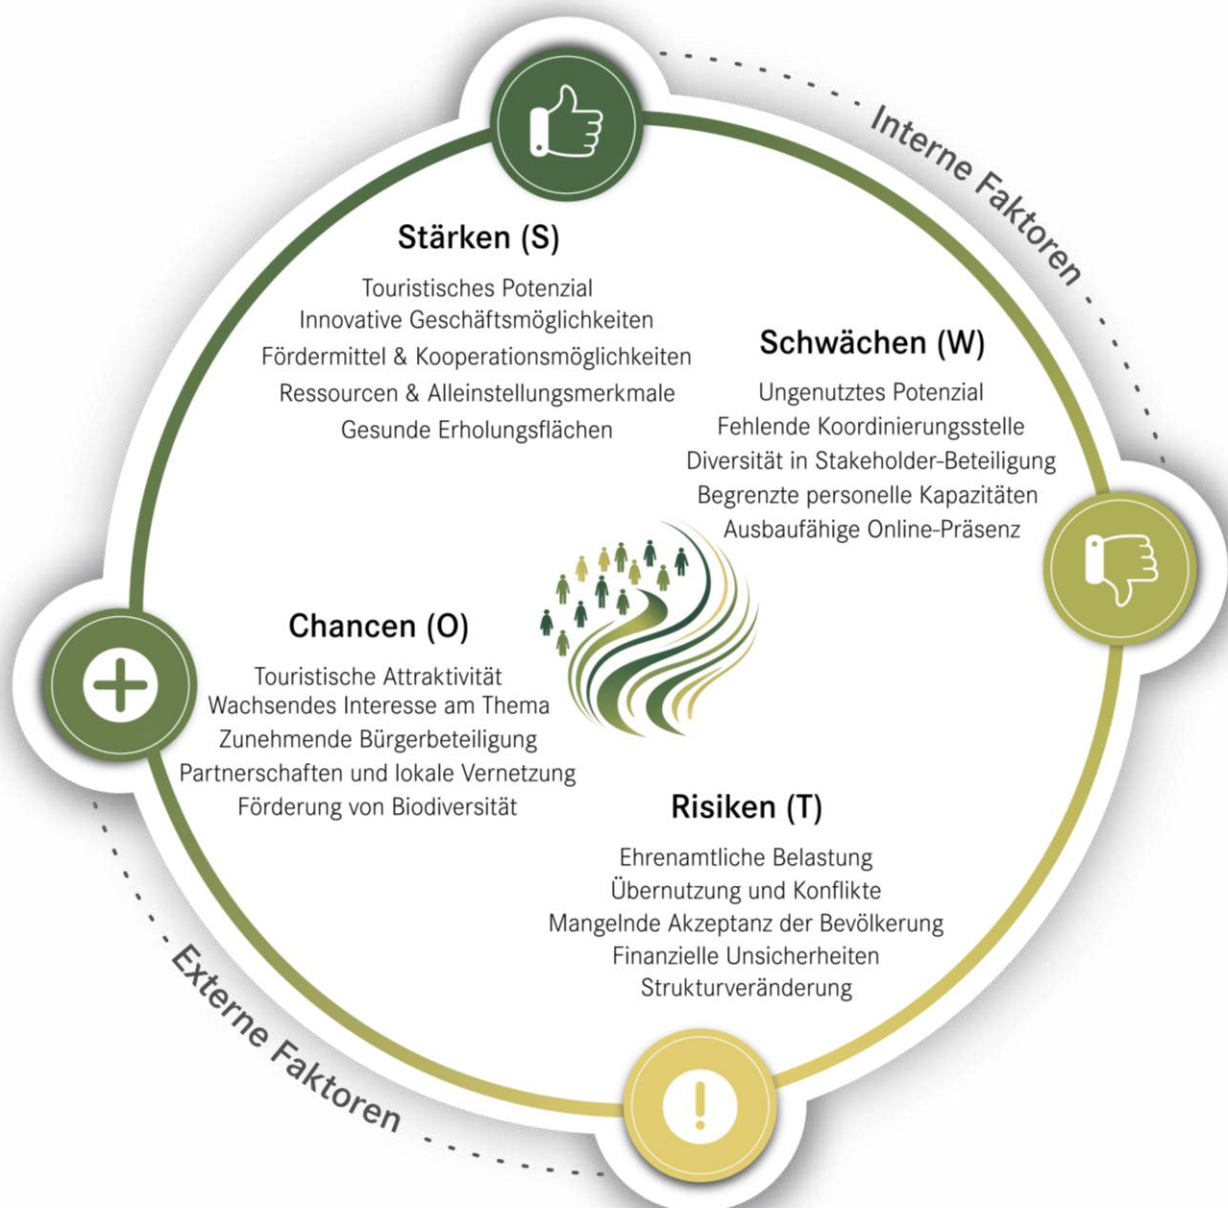 Interne Faktoren
Stärken (S)
Touristisches Potenzial
Innovative Geschäftsmöglichkeiten
Fördermittel & Kooperationsmöglichkeiten
Ressourcen & Alleinstellungsmerkmale
Gesunde Erholungsflächen
Schwächen (W)
Ungenutztes Potenzial
Fehlende Koordinierungsstelle
Diversität in Stakeholder-Beteiligung
Begrenzte personelle Kapazitäten
Ausbaufähige Online-Präsenz
Chancen (O)
Touristische Attraktivität
Wachsendes Interesse am Thema
Zunehmende Bürgerbeteiligung
Partnerschaften und lokale Vernetzung
Förderung von Biodiversität
Risiken (T)
Ehrenamtliche Belastung
Übernutzung und Konflikte
Mangelnde Akzeptanz der Bevölkerung
Finanzielle Unsicherheiten
Strukturveränderung
Externe Faktoren